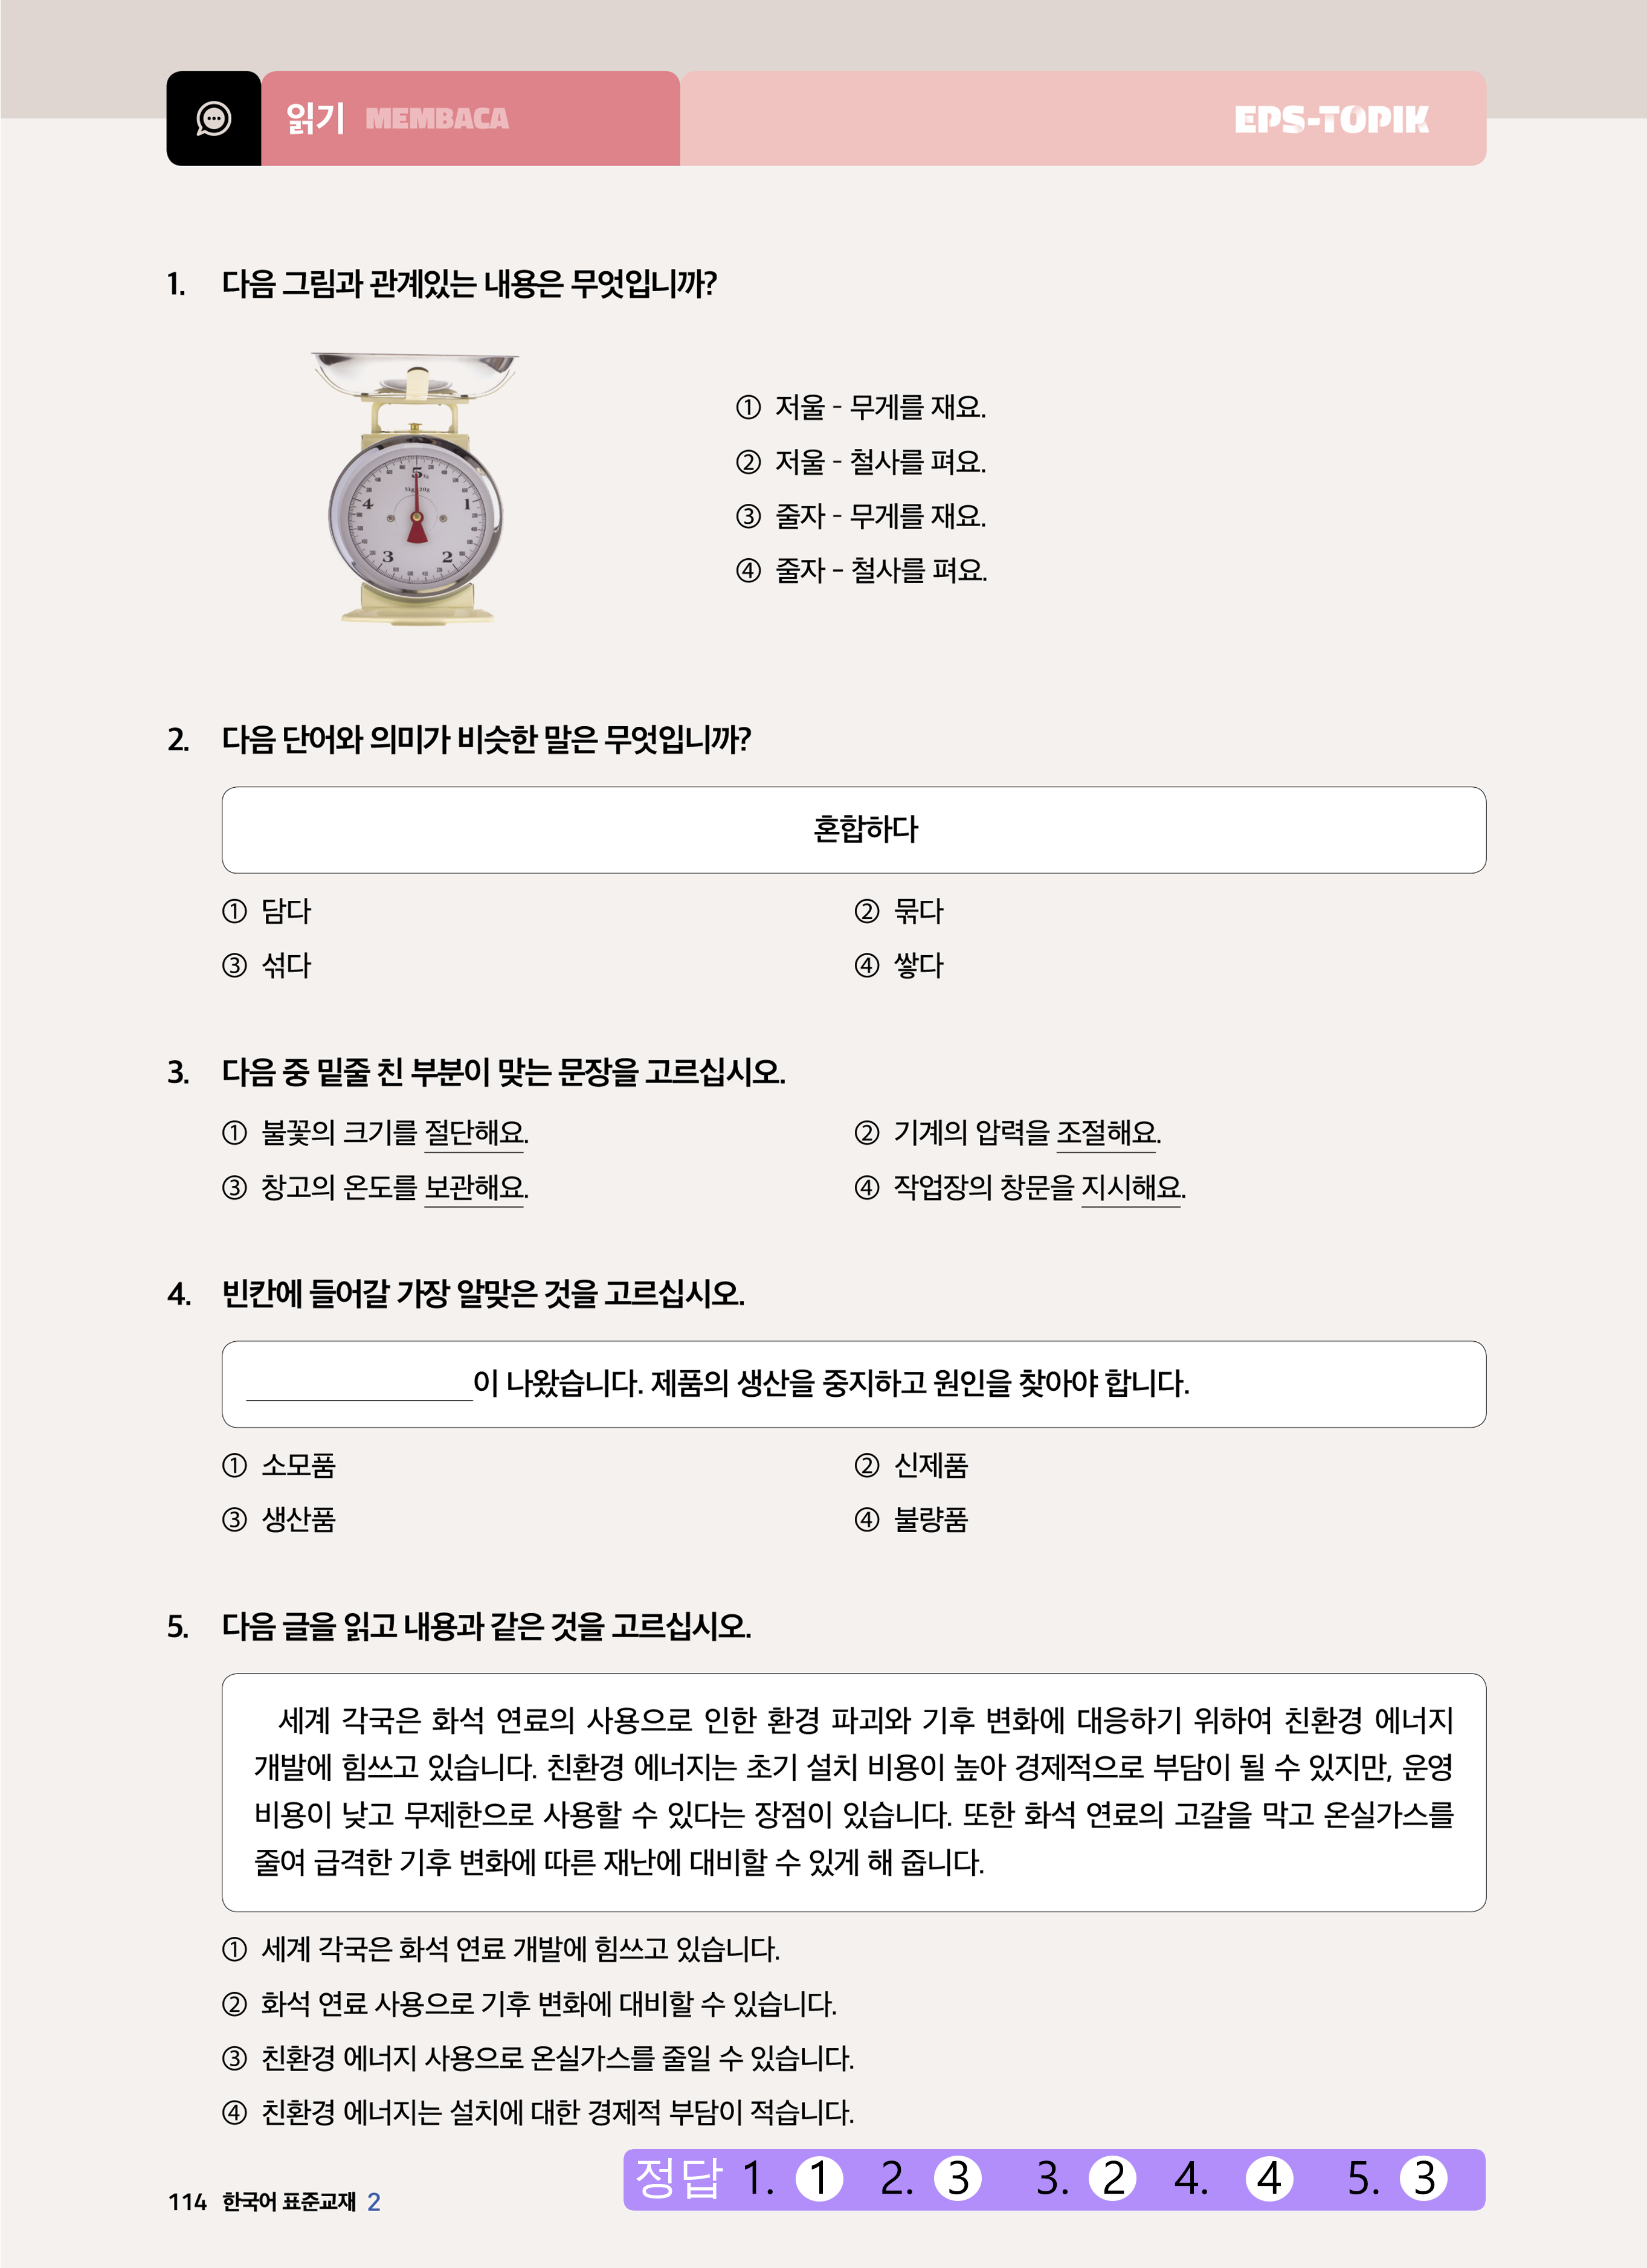 읽기 MEMBACA
EPS-TOPIK
1. 다음 그림과 관계있는 내용은 무엇입니까?
① 저울 - 무게를 재요.
② 저울 - 철사를 펴요.
③ 줄자 - 무게를 재요.
④ 줄자 - 철사를 펴요.
5
4
1
3
2
2. 다음 단어와 의미가 비슷한 말은 무엇입니까?
혼합하다
① 담다
② 묶다
③ 섞다
④ 쌓다
3. 다음 중 밑줄 친 부분이 맞는 문장을 고르십시오.
① 불꽃의 크기를 절단해요.
② 기계의 압력을 조절해요.
③ 창고의 온도를 보관해요.
④ 작업장의 창문을 지시해요.
4. 빈칸에 들어갈 가장 알맞은 것을 고르십시오.
이 나왔습니다. 제품의 생산을 중지하고 원인을 찾아야 합니다.
① 소모품
② 신제품
③ 생산품
④ 불량품
5. 다음 글을 읽고 내용과 같은 것을 고르십시오.
세계 각국은 화석 연료의 사용으로 인한 환경 파괴와 기후 변화에 대응하기 위하여 친환경 에너지
개발에 힘쓰고 있습니다. 친환경 에너지는 초기 설치 비용이 높아 경제적으로 부담이 될 수 있지만, 운영
비용이 낮고 무제한으로 사용할 수 있다는 장점이 있습니다. 또한 화석 연료의 고갈을 막고 온실가스를
줄여 급격한 기후 변화에 따른 재난에 대비할 수 있게 해 줍니다.
① 세계 각국은 화석 연료 개발에 힘쓰고 있습니다.
② 화석 연료 사용으로 기후 변화에 대비할 수 있습니다.
③ 친환경 에너지 사용으로 온실가스를 줄일 수 있습니다.
④ 친환경 에너지는 설치에 대한 경제적 부담이 적습니다.
정답 1. 1 2. 3 3. 2 4. 4 5. 3
114 한국어 표준교재 2